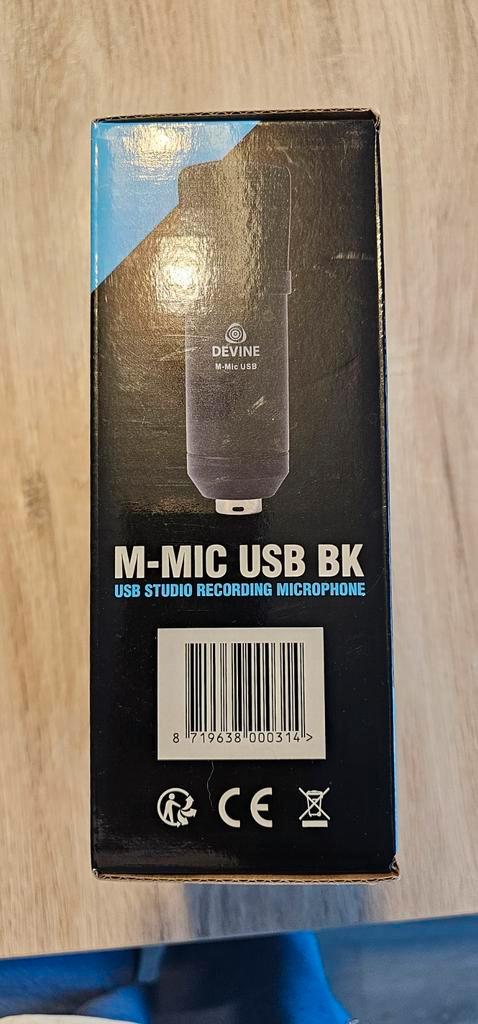 DEVINE
M-Mic USB
M-MIC USB BK
USB STUDIO RECORDING MICROPHONE
8 719638 000314 >
CE